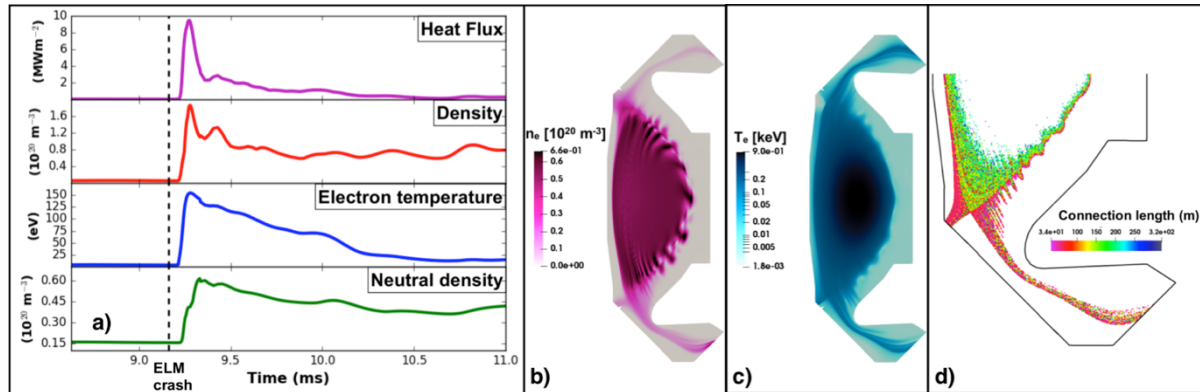 Heat Flux
(MWm⁻²)
10
8
6
4
2
Density
(10²⁰ m⁻³)
1.6
1.2
0.8
0.4
Electron temperature
(eV)
150
125
100
75
50
25
Neutral density
(10²⁰ m⁻³)
0.60
0.45
0.30
0.15
a)
9.0 9.5 10.0 10.5 11.0
ELM
crash
Time (ms)
nₑ [10²⁰ m⁻³]
6.6e-01
0.5
0.4
0.3
0.2
0.1
0.0e+00
b)
Tₑ [keV]
9.0e-01
0.2
0.1
0.05
0.02
0.01
0.005
1.8e-03
c)
Connection length (m)
3.4e+01 100 150 200 250 3.2e+02
d)